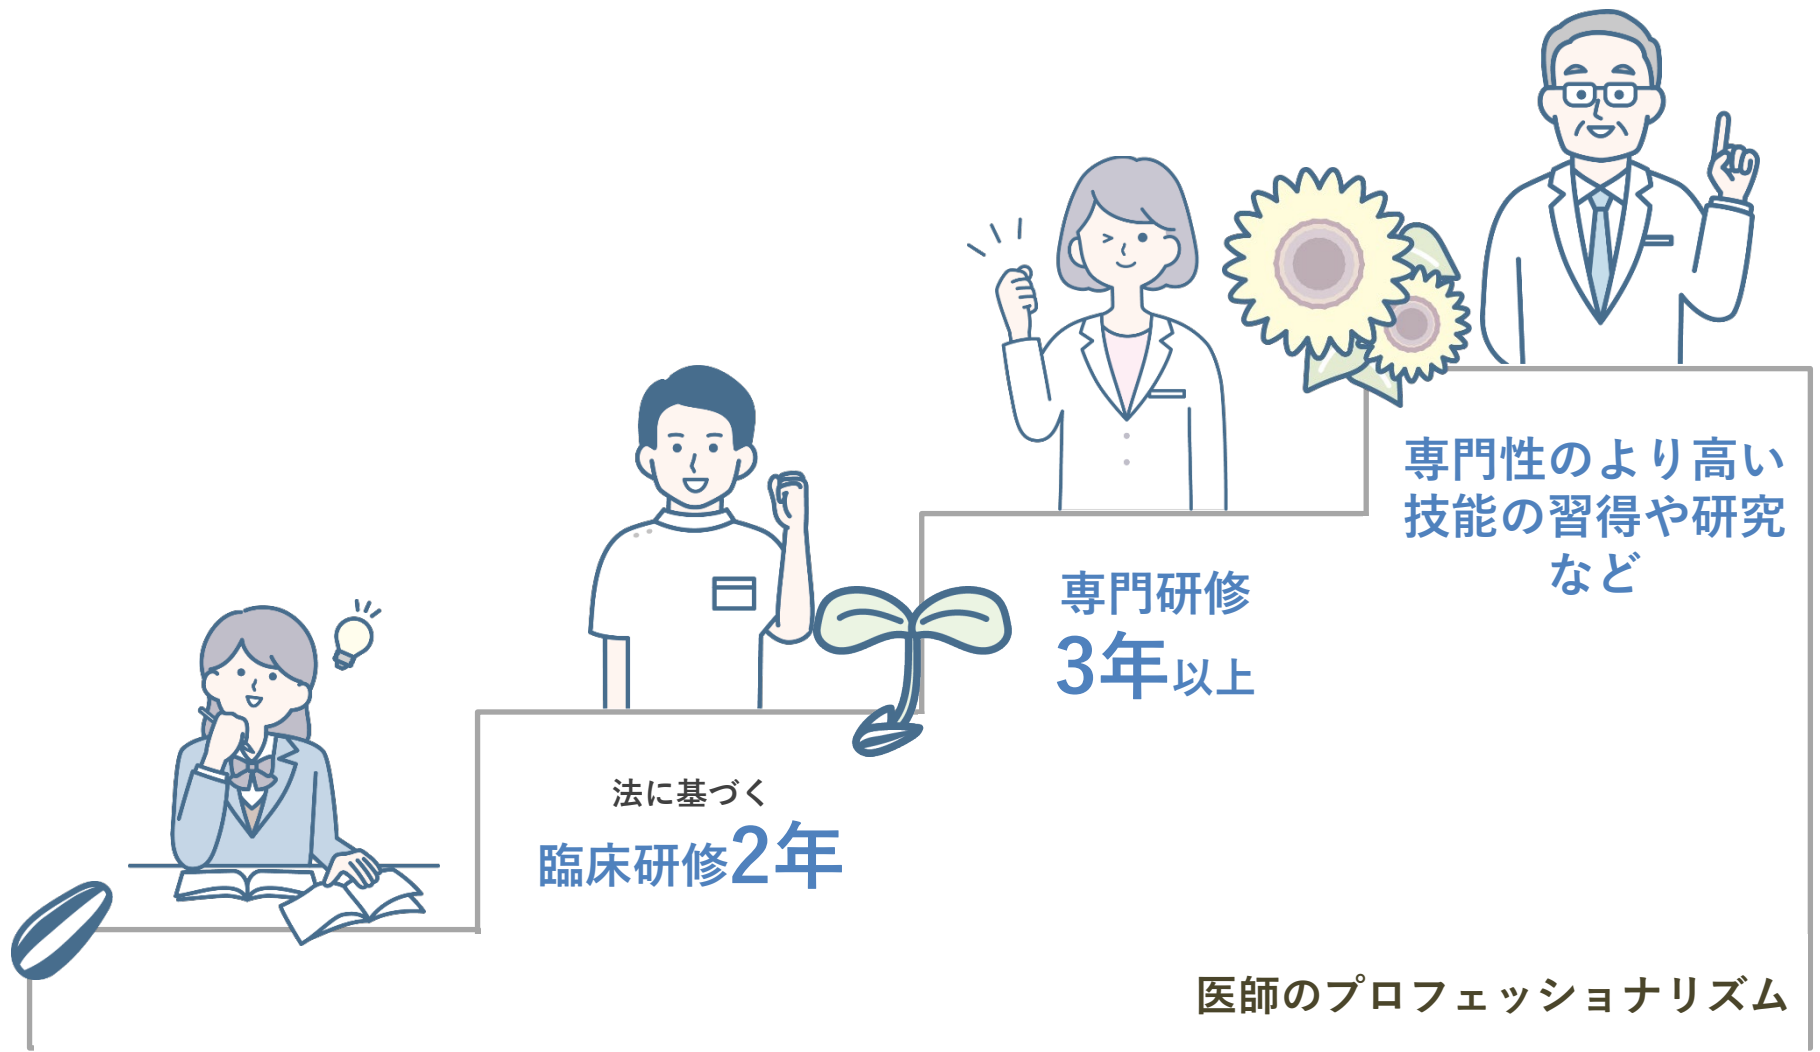 専門性のより高い
技能の習得や研究
など
専門研修
3年以上
法に基づく
臨床研修2年
医師のプロフェッショナリズム